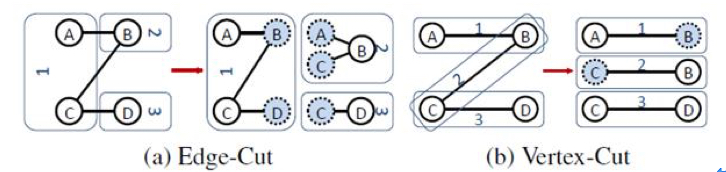 A B 2
1
C D 3
A B A B 2
1 C
C D C D 3
(a) Edge-Cut
A 1 B
2
C 3 D
A 1 B
C 2 B
C 3 D
(b) Vertex-Cut